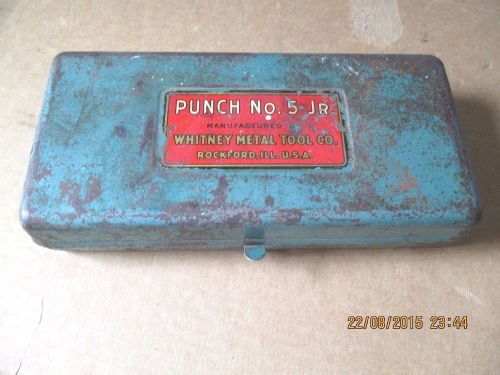 PUNCH NO. 5 JR.
MANUFACTURED
WHITNEY METAL TOOL CO.
ROCKFORD, ILL. U.S.A.
22/08/2015 23:44